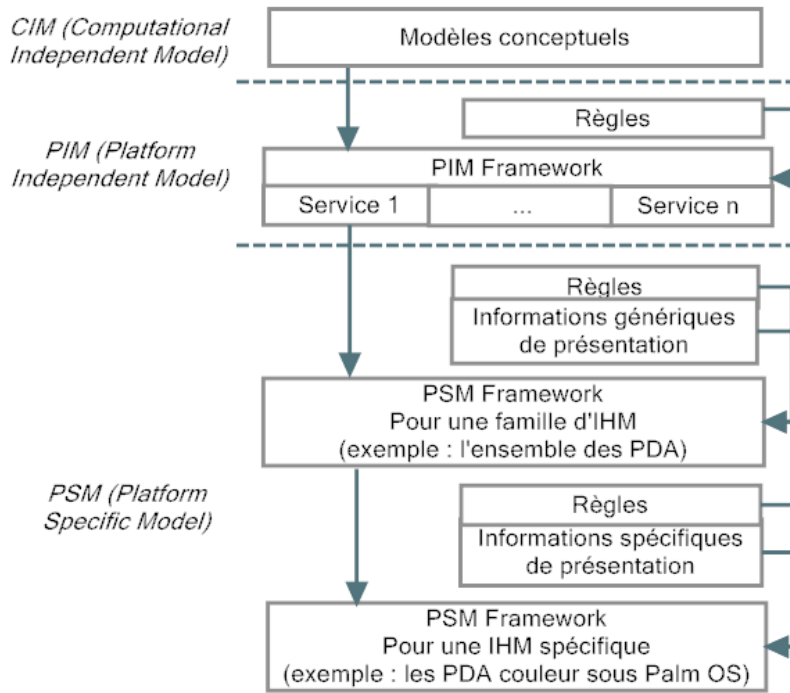 CIM (Computational
Independent Model)
Modèles conceptuels
Règles
PIM (Platform
Independent Model)
PIM Framework
Service 1
...
Service n
Règles
Informations génériques
de présentation
PSM Framework
Pour une famille d'IHM
(exemple : l'ensemble des PDA)
PSM (Platform
Specific Model)
Règles
Informations spécifiques
de présentation
PSM Framework
Pour une IHM spécifique
(exemple : les PDA couleur sous Palm OS)